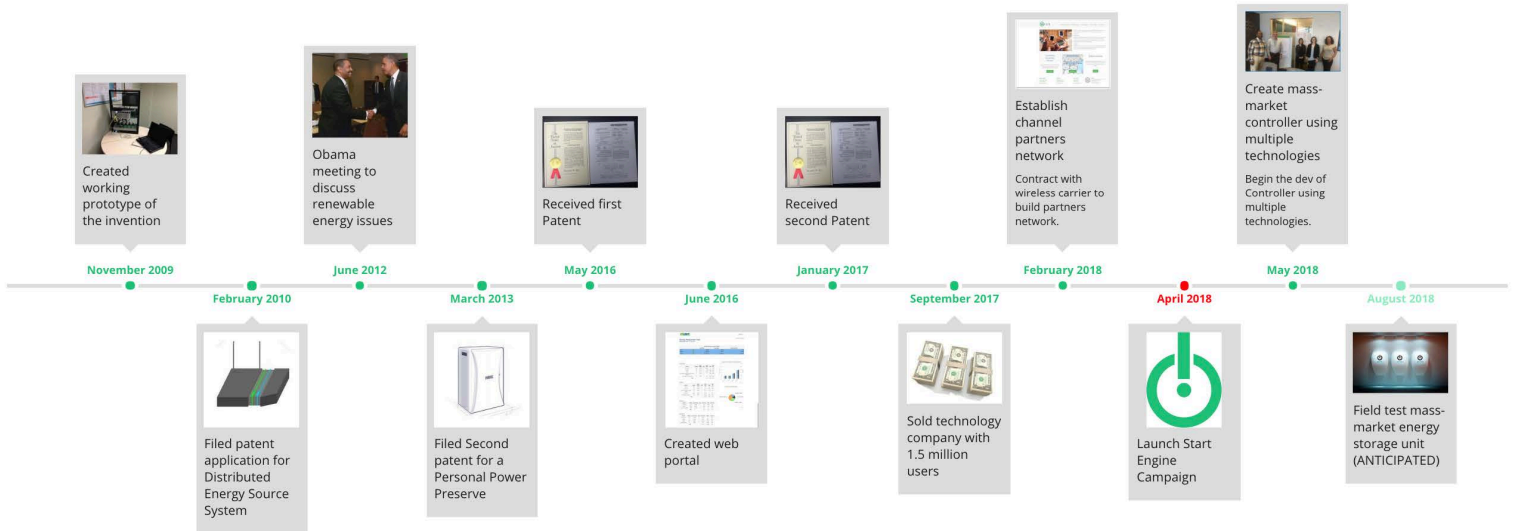 Created
working
prototype of
the invention
November 2009
February 2010
Filed patent
application for
Distributed
Energy Source
System
Obama
meeting to
discuss
renewable
energy issues
June 2012
March 2013
Filed Second
patent for a
Personal Power
Preserve
Received first
Patent
May 2016
June 2016
Created web
portal
Received
second Patent
January 2017
September 2017
Sold technology
company with
1.5 million
users
Establish
channel
partners
network
Contract with
wireless carrier to
build partners
network.
February 2018
April 2018
Launch Start
Engine
Campaign
Create mass-
market
controller using
multiple
technologies
Begin the dev of
Controller using
multiple
technologies.
May 2018
August 2018
Field test mass-
market energy
storage unit
(ANTICIPATED)